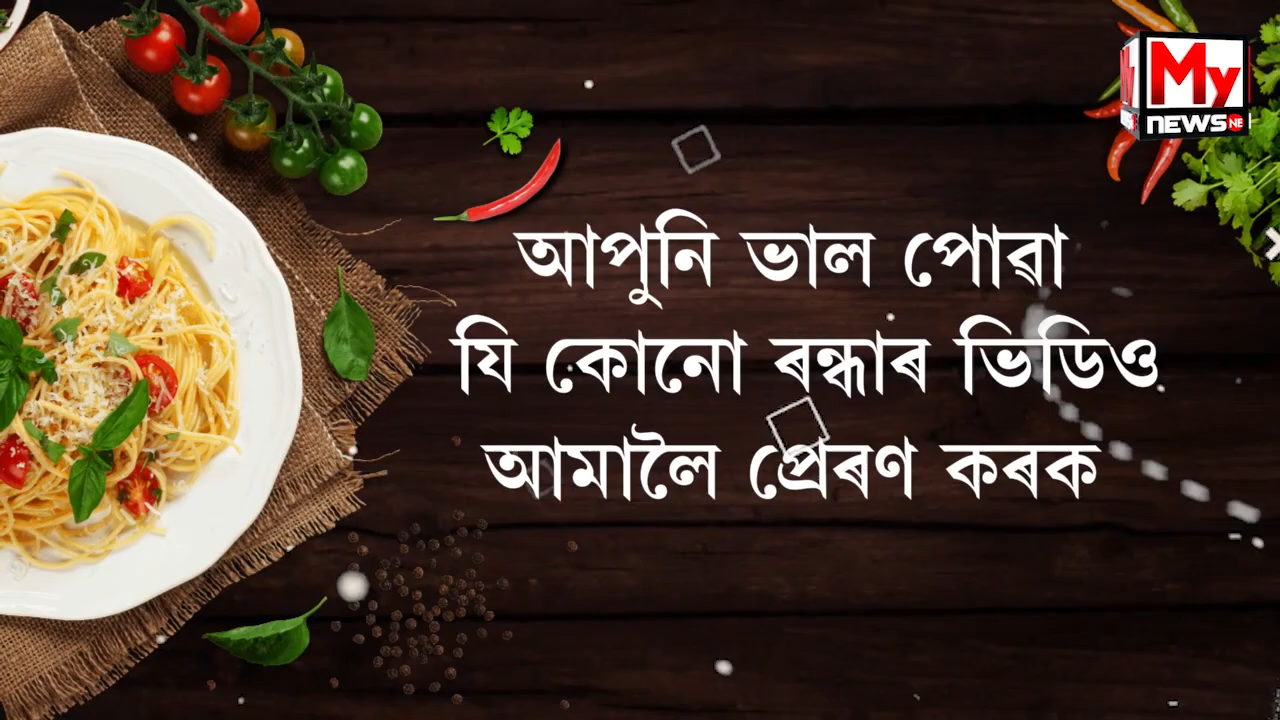 My
NEWS NE
আপুনি ভাল পোৱা
যি কোনো ৰন্ধাৰ ভিডিও
আমালৈ প্ৰেৰণ কৰক